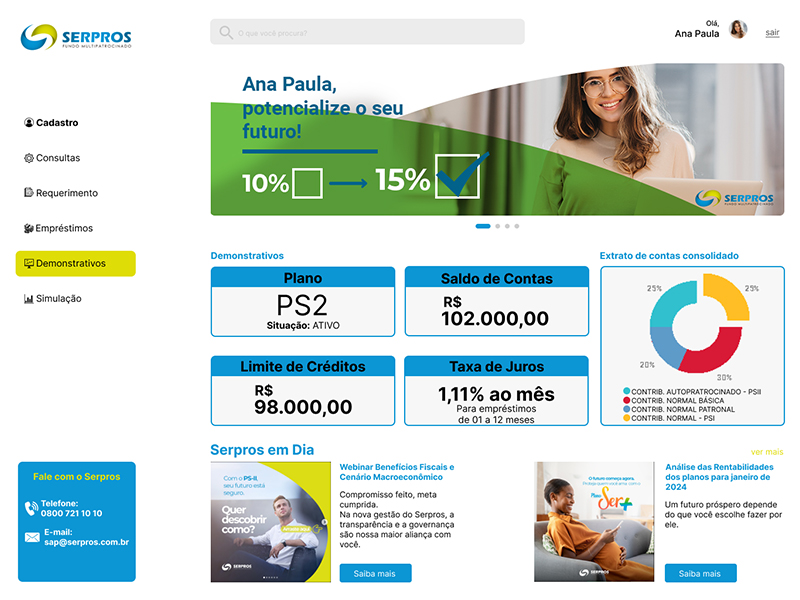 SERPROS
FUNDO MULTIPATROCINADO
O que você procura?
Olá,
Ana Paula
sair
Cadastro
Consultas
Requerimento
Empréstimos
Demonstrativos
Simulação
Ana Paula,
potencialize o seu
futuro!
10%
15%
SERPROS
FUNDO MULTIPATROCINADO
Demonstrativos
Plano
PS2
Situação: ATIVO
Saldo de Contas
R$
102.000,00
Limite de Créditos
R$
98.000,00
Taxa de Juros
1,11% ao mês
Para empréstimos
de 01 a 12 meses
Extrato de contas consolidado
25%
25%
20%
30%
CONTRIB. AUTOPATROCINADO - PSII
CONTRIB. NORMAL BÁSICA
CONTRIB. NORMAL PATRONAL
CONTRIB. NORMAL - PSI
Serpros em Dia
ver mais
Com o PS-II,
seu futuro está
seguro.
Quer
descobrir
como?
Acesse aqui
SERPROS
Webinar Benefícios Fiscais e
Cenário Macroeconômico
Compromisso feito, meta
cumprida.
Na nova gestão do Serpros, a
transparência e a governança
são nossa maior aliança com
você.
Saiba mais
O futuro começa agora.
Plano
Ser+
SERPROS
Análise das Rentabilidades
dos planos para janeiro de
2024
Um futuro próspero depende
do que você escolhe fazer por
ele.
Saiba mais
Fale com o Serpros
Telefone:
0800 721 10 10
E-mail:
sap@serpros.com.br